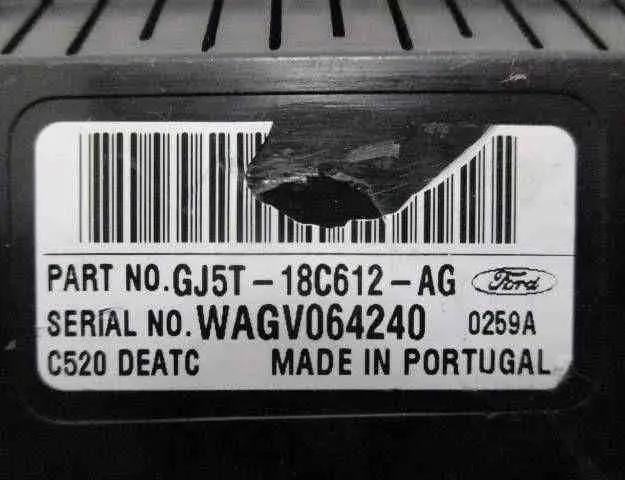 PART NO.GJ5T-18C612-AG Ford
SERIAL NO.WAGV064240 0259A
C520 DEATC MADE IN PORTUGAL